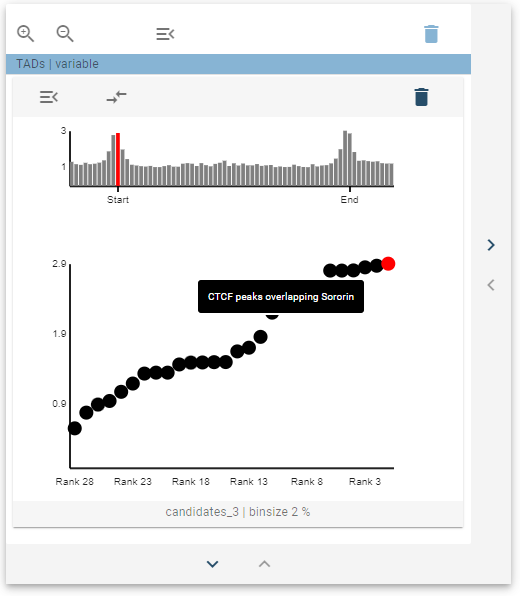 TADs | variable
3
1
Start
End
2.9
CTCF peaks overlapping Sororin
1.9
0.9
Rank 28
Rank 23
Rank 18
Rank 13
Rank 8
Rank 3
candidates_3 | binsize 2 %